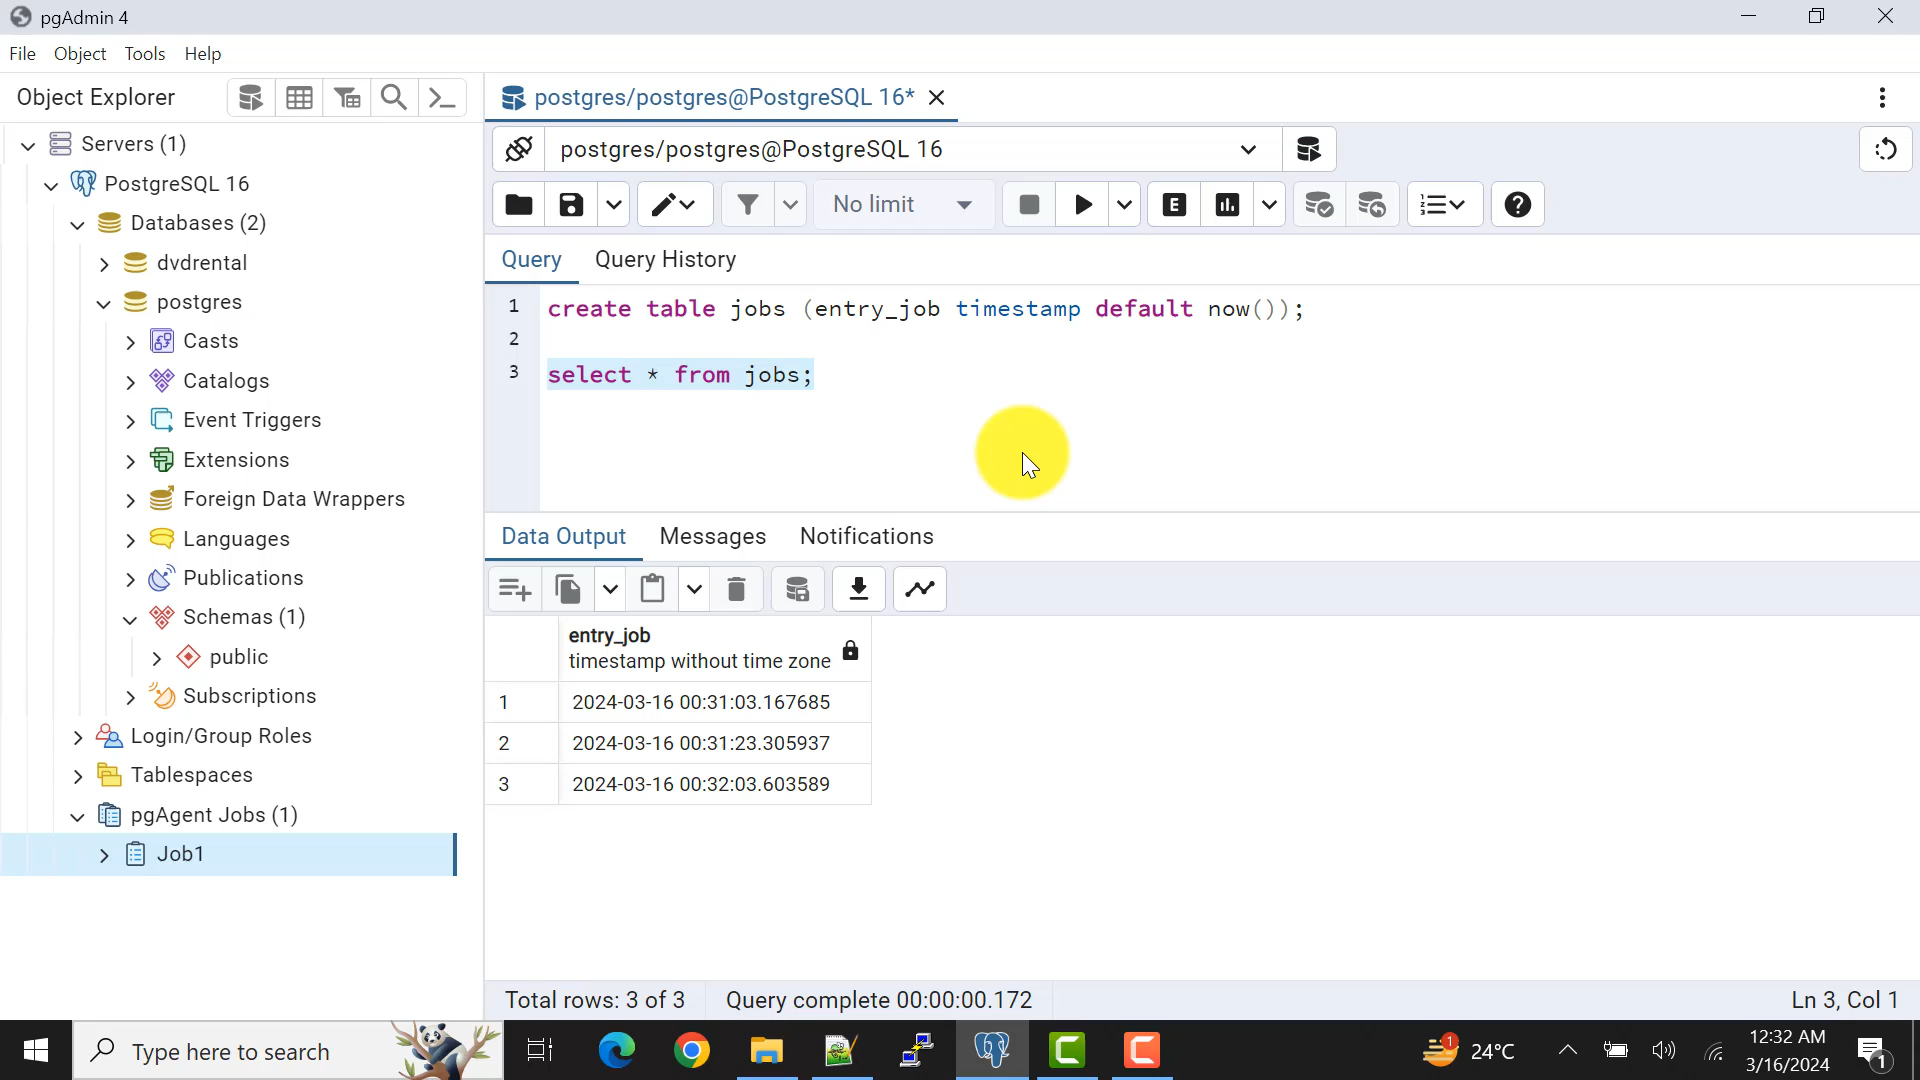 pgAdmin 4
File Object Tools Help
Object Explorer
postgres/postgres@PostgreSQL 16*
Servers (1)
PostgreSQL 16
Databases (2)
dvdrental
postgres
Casts
Catalogs
Event Triggers
Extensions
Foreign Data Wrappers
Languages
Publications
Schemas (1)
public
Subscriptions
Login/Group Roles
Tablespaces
pgAgent Jobs (1)
Job1
postgres/postgres@PostgreSQL 16
No limit
E
Query Query History
1 create table jobs (entry_job timestamp default now());
2
3 select * from jobs;
Data Output Messages Notifications
entry_job
timestamp without time zone
1 2024-03-16 00:31:03.167685
2 2024-03-16 00:31:23.305937
3 2024-03-16 00:32:03.603589
Total rows: 3 of 3 Query complete 00:00:00.172 Ln 3, Col 1
Type here to search
1
24°C
12:32 AM
3/16/2024
1